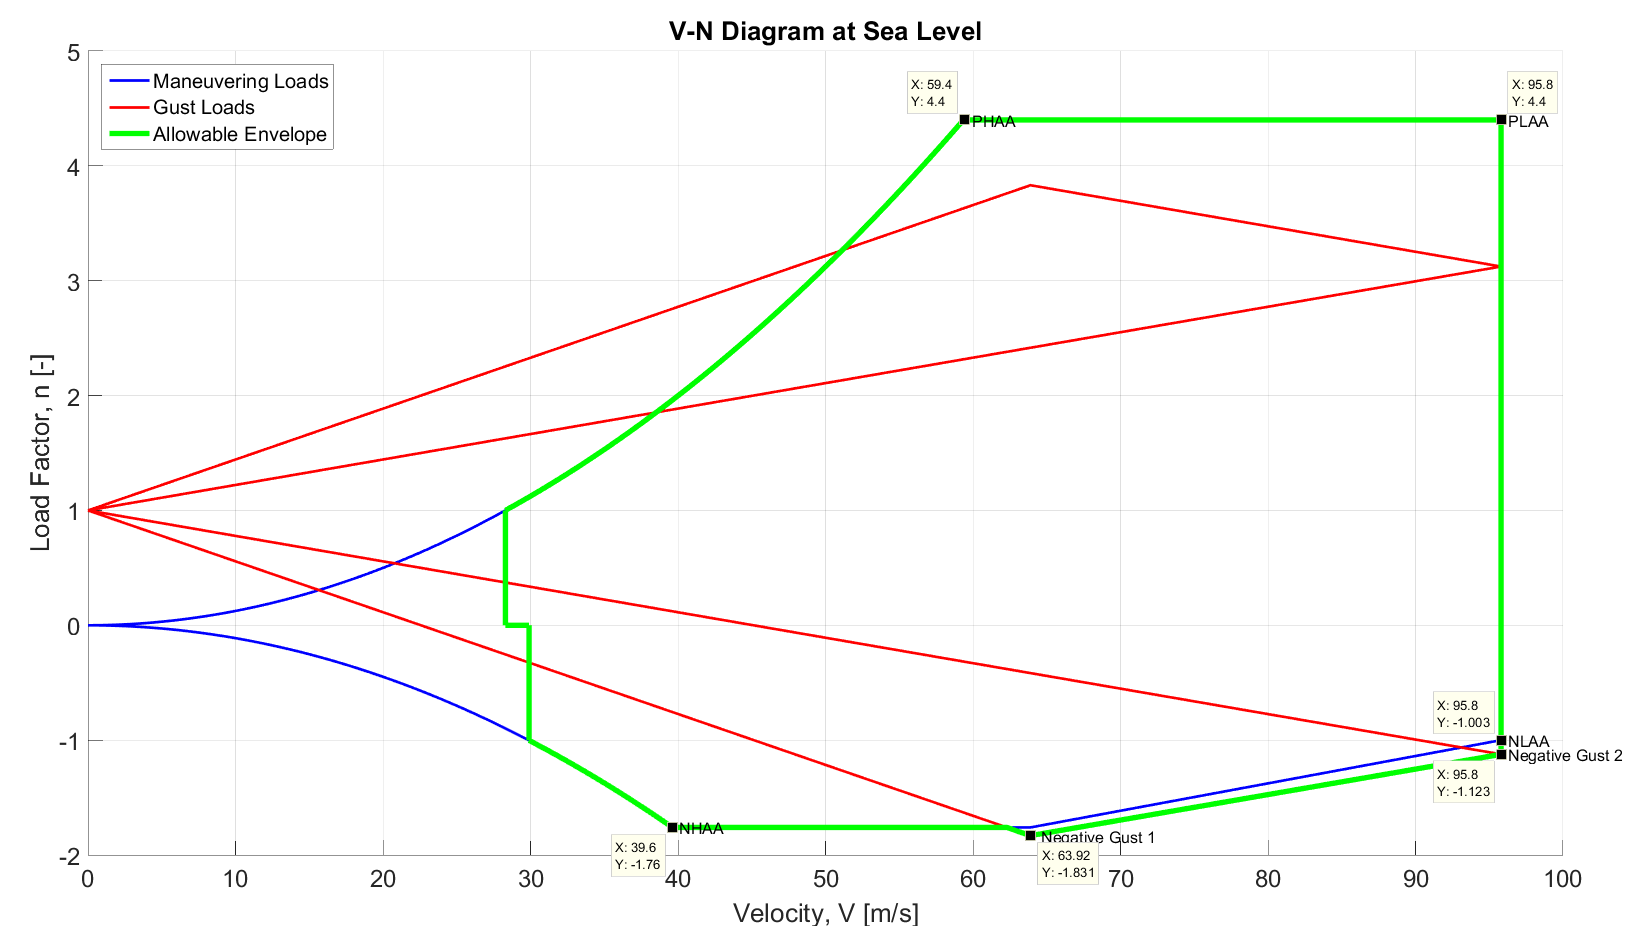 V-N Diagram at Sea Level
Maneuvering Loads
Gust Loads
Allowable Envelope
X: 59.4
Y: 4.4
X: 95.8
Y: 4.4
PHAA
PLAA
5
4
3
2
1
0
-1
-2
Load Factor, n [-]
X: 95.8
Y: -1.003
NLAA
Negative Gust 2
X: 95.8
Y: -1.123
NHAA
X: 39.6
Y: -1.76
Negative Gust 1
X: 63.92
Y: -1.831
0
10
20
30
40
50
60
70
80
90
100
Velocity, V [m/s]